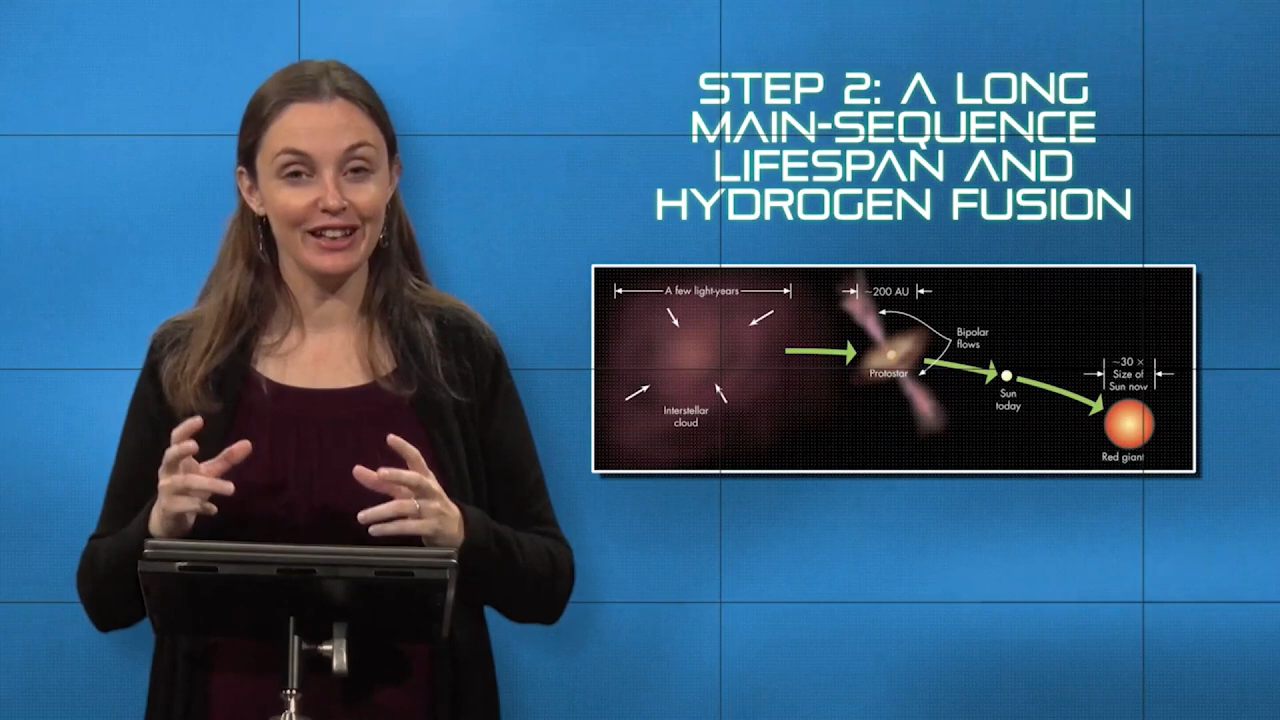 STEP 2: A LONG
MAIN-SEQUENCE
LIFESPAN AND
HYDROGEN FUSION
A few light-years
~200 AU
Bipolar
flows
Protostar
Interstellar
cloud
Sun
today
~30 ×
Size of
Sun now
Red giant